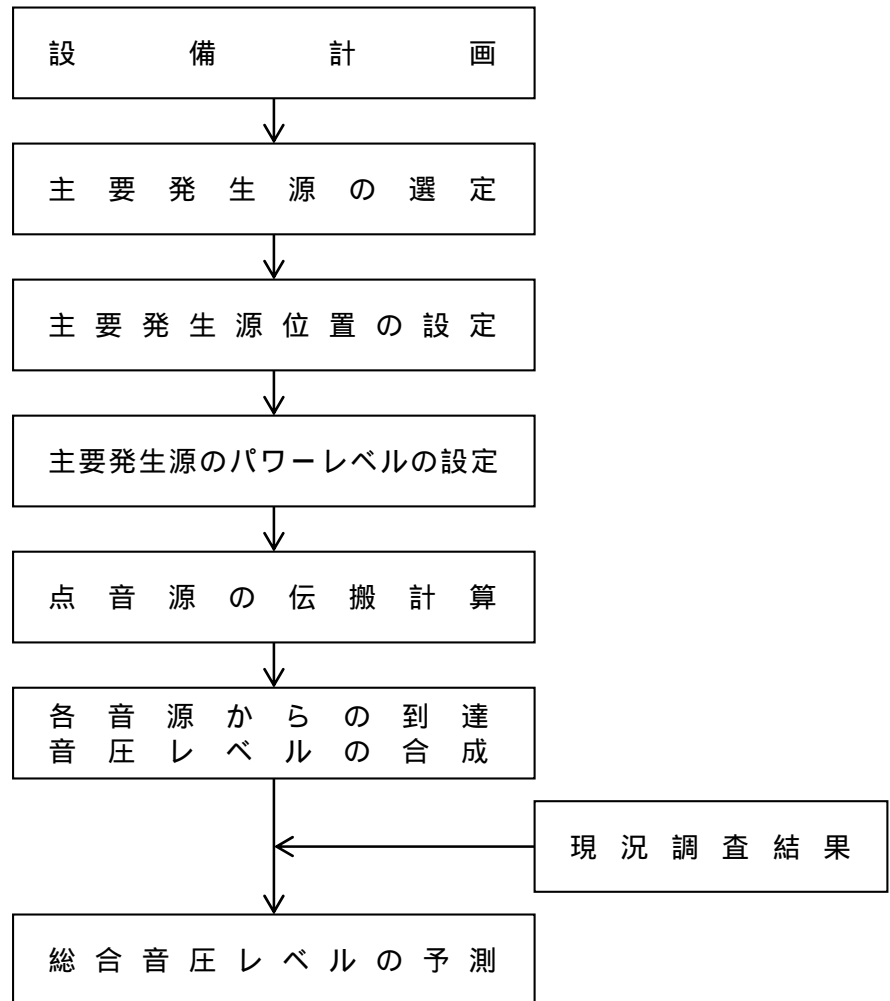 設備計画
主要発生源の選定
主要発生源位置の設定
主要発生源のパワーレベルの設定
点音源の伝搬計算
各音源からの到達
音圧レベルの合成
現況調査結果
総合音圧レベルの予測